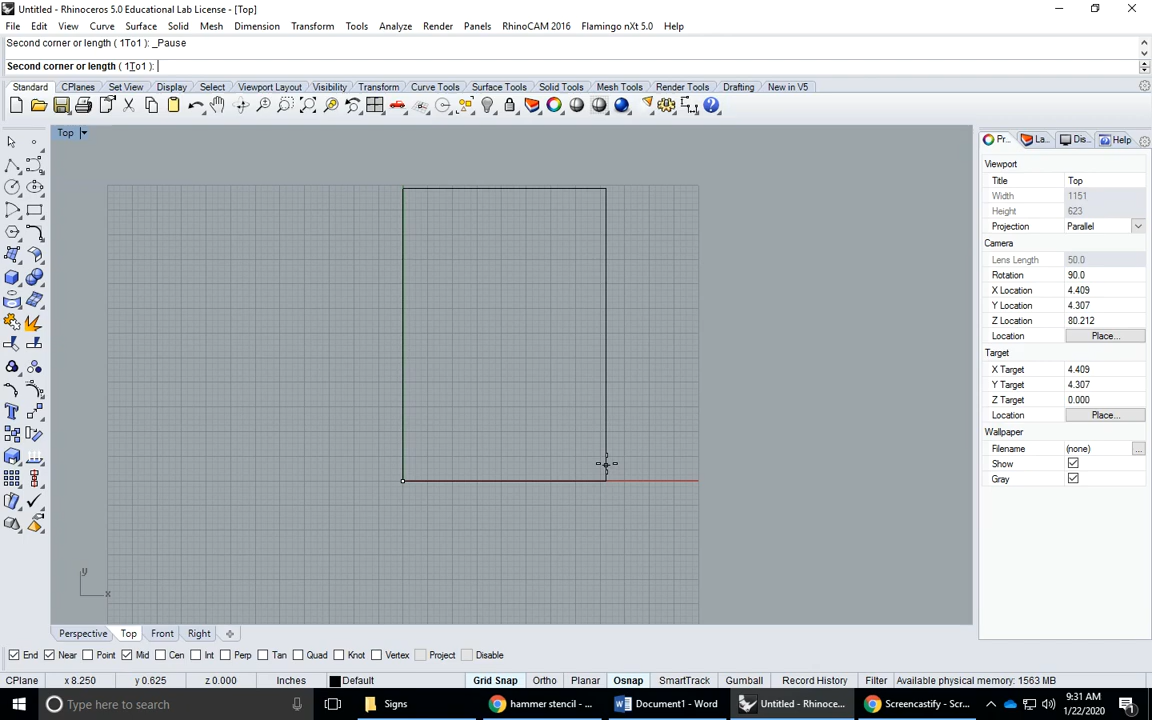 Untitled - Rhinoceros 5.0 Educational Lab License - [Top]
File Edit View Curve Surface Solid Mesh Dimension Transform Tools Analyze Render Panels RhinoCAM 2016 Flamingo nXt 5.0 Help
Second corner or length ( 1To1 ): _Pause
Second corner or length ( 1To1 ):
Standard CPlanes Set View Display Select Viewport Layout Visibility Transform Curve Tools Surface Tools Solid Tools Mesh Tools Render Tools Drafting New in V5
Top
Pr... La... Dis... Help
Viewport
Title Top
Width 1151
Height 623
Projection Parallel
Camera
Lens Length 50.0
Rotation 90.0
X Location 4.409
Y Location 4.307
Z Location 80.212
Location Place...
Target
X Target 4.409
Y Target 4.307
Z Target 0.000
Location Place...
Wallpaper
Filename (none) ...
Show
Gray
y
x
Perspective Top Front Right
End Near Point Mid Cen Int Perp Tan Quad Knot Vertex Project Disable
CPlane x 8.250 y 0.625 z 0.000 Inches Default Grid Snap Ortho Planar Osnap SmartTrack Gumball Record History Filter Available physical memory: 1563 MB
Type here to search Signs hammer stencil - ... Document1 - Word Untitled - Rhinoce... Screencastify - Scr... 9:31 AM
1/22/2020
1